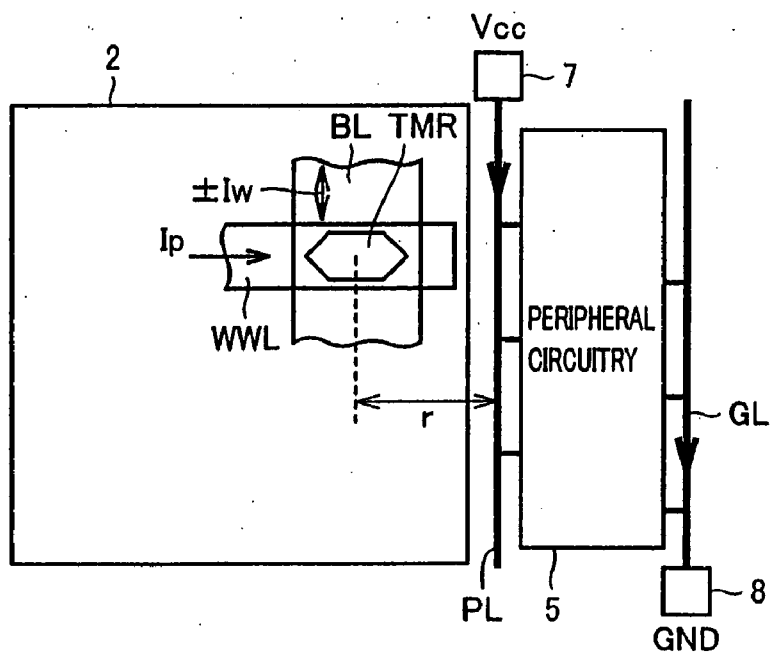 Vcc
2
7
BL TMR
±Iw
Ip
WWL
PERIPHERAL
CIRCUITRY
r
GL
PL
5
8
GND